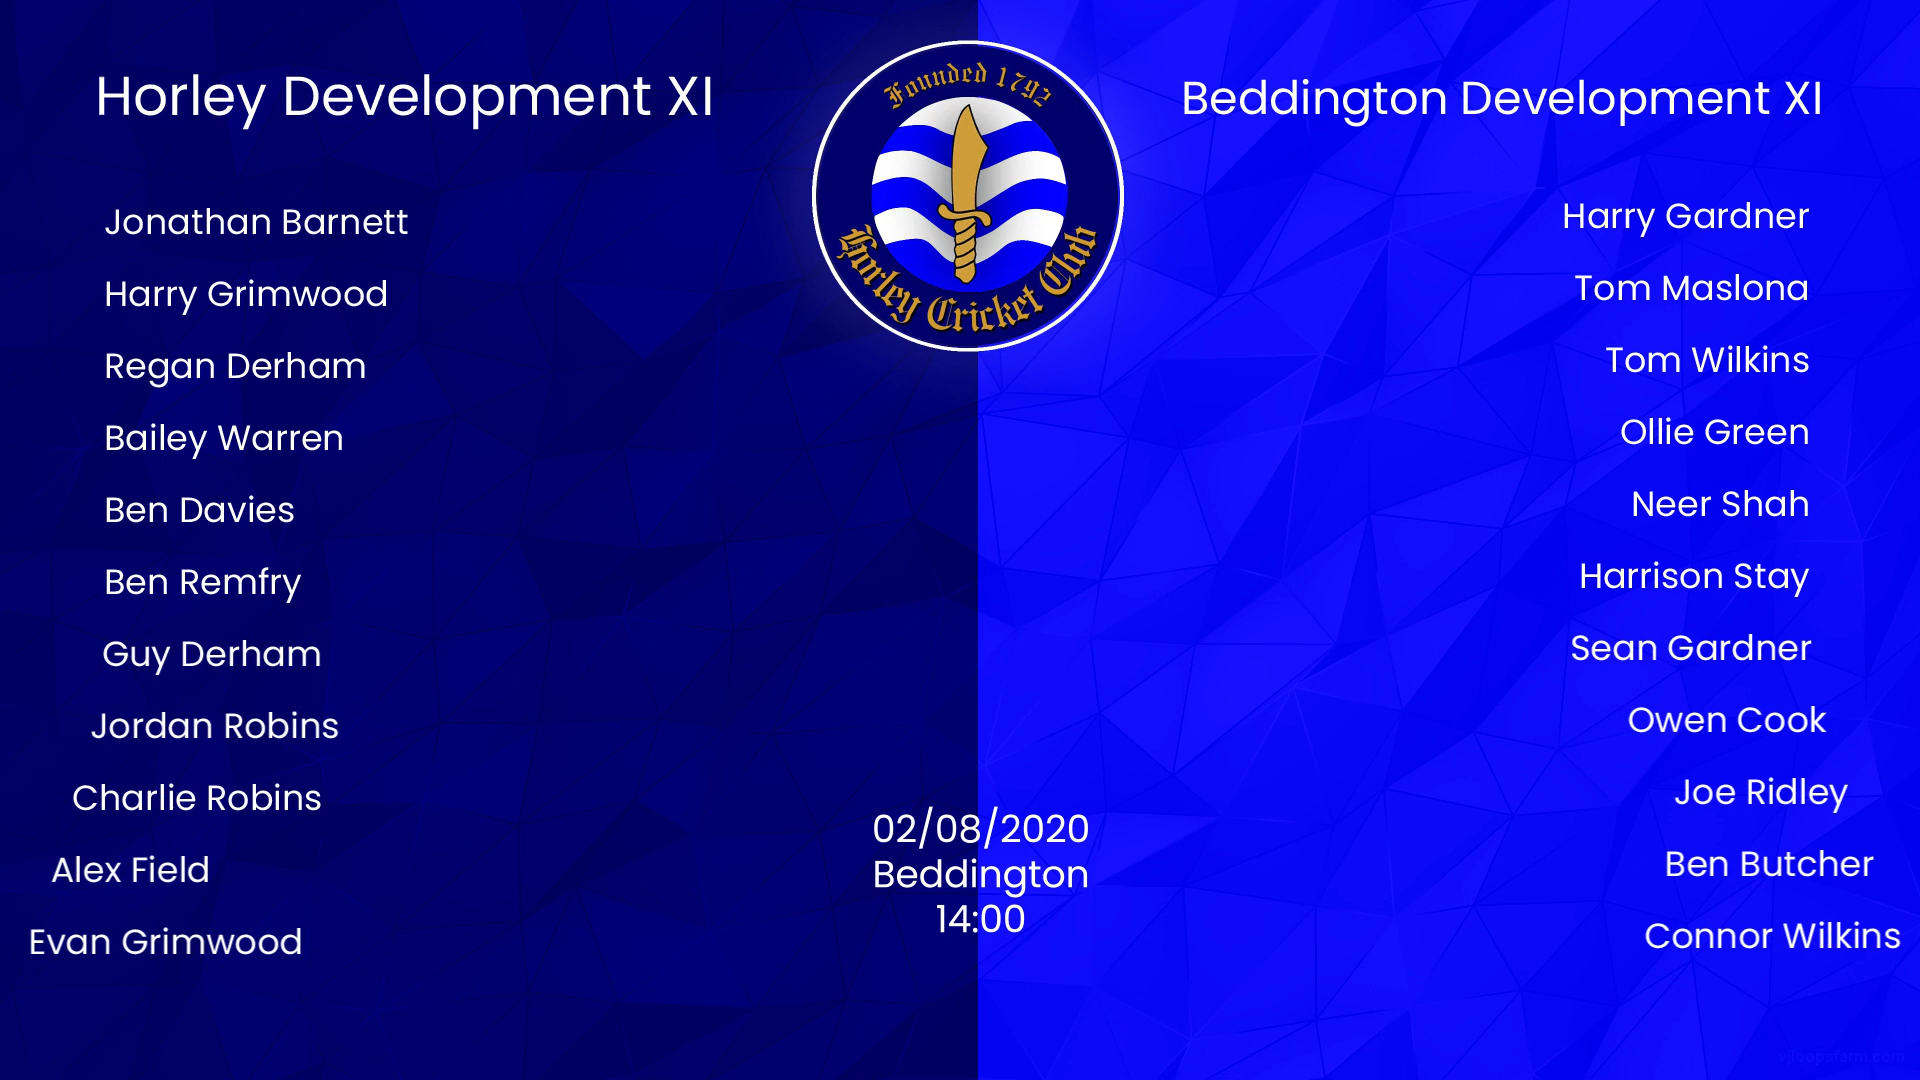 Horley Development XI
Jonathan Barnett
Harry Grimwood
Regan Derham
Bailey Warren
Ben Davies
Ben Remfry
Guy Derham
Jordan Robins
Charlie Robins
Alex Field
Evan Grimwood
Founded 1792
Horley Cricket Club
02/08/2020
Beddington
14:00
Beddington Development XI
Harry Gardner
Tom Maslona
Tom Wilkins
Ollie Green
Neer Shah
Harrison Stay
Sean Gardner
Owen Cook
Joe Ridley
Ben Butcher
Connor Wilkins
vjloopsfarm.com